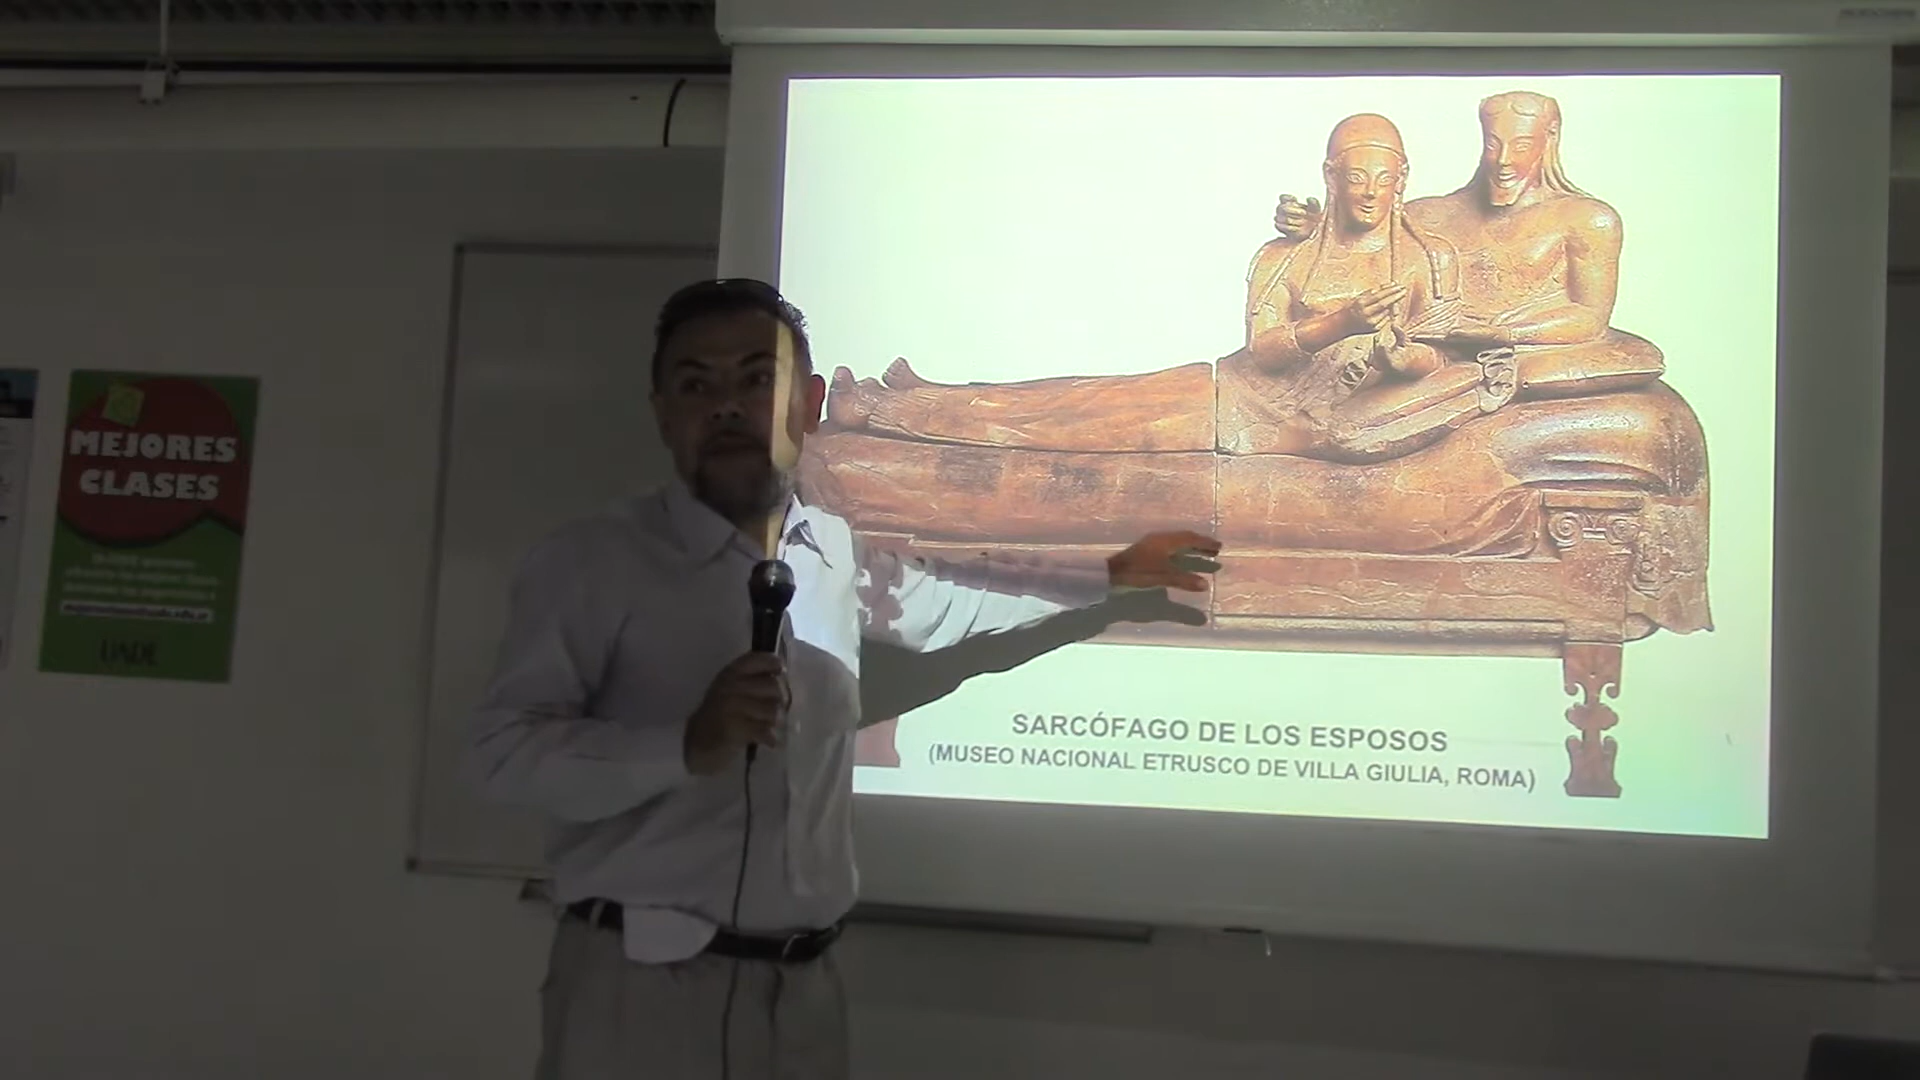 MEJORES
CLASES
UADE
SARCÓFAGO DE LOS ESPOSOS
(MUSEO NACIONAL ETRUSCO DE VILLA GIULIA, ROMA)